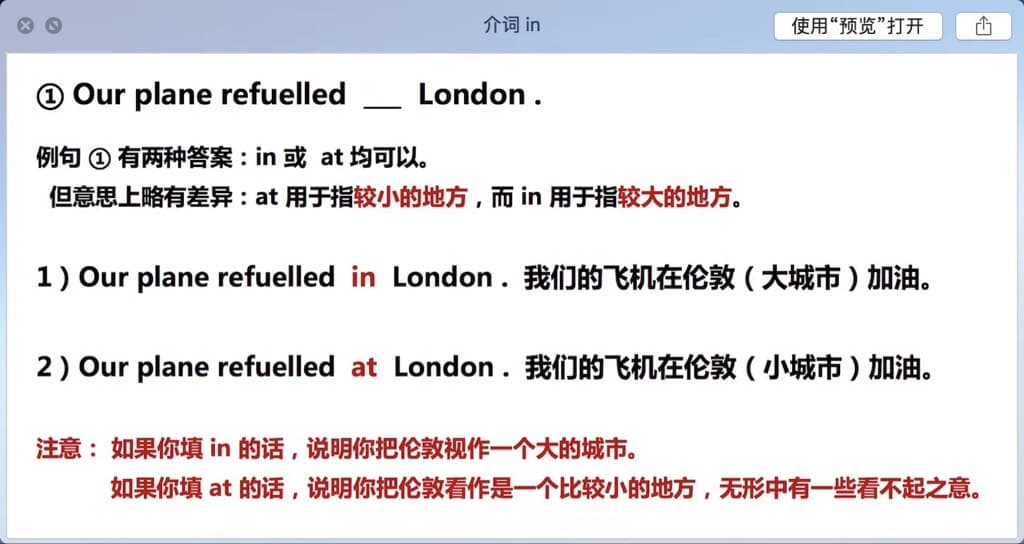 介词 in
使用“预览”打开
① Our plane refuelled ___ London .
例句 ① 有两种答案：in 或 at 均可以。
但意思上略有差异：at 用于指较小的地方，而 in 用于指较大的地方。
1）Our plane refuelled in London . 我们的飞机在伦敦（大城市）加油。
2）Our plane refuelled at London . 我们的飞机在伦敦（小城市）加油。
注意： 如果你填 in 的话，说明你把伦敦视作一个大的城市。
如果你填 at 的话，说明你把伦敦看作是一个比较小的地方，无形中有一些看不起之意。